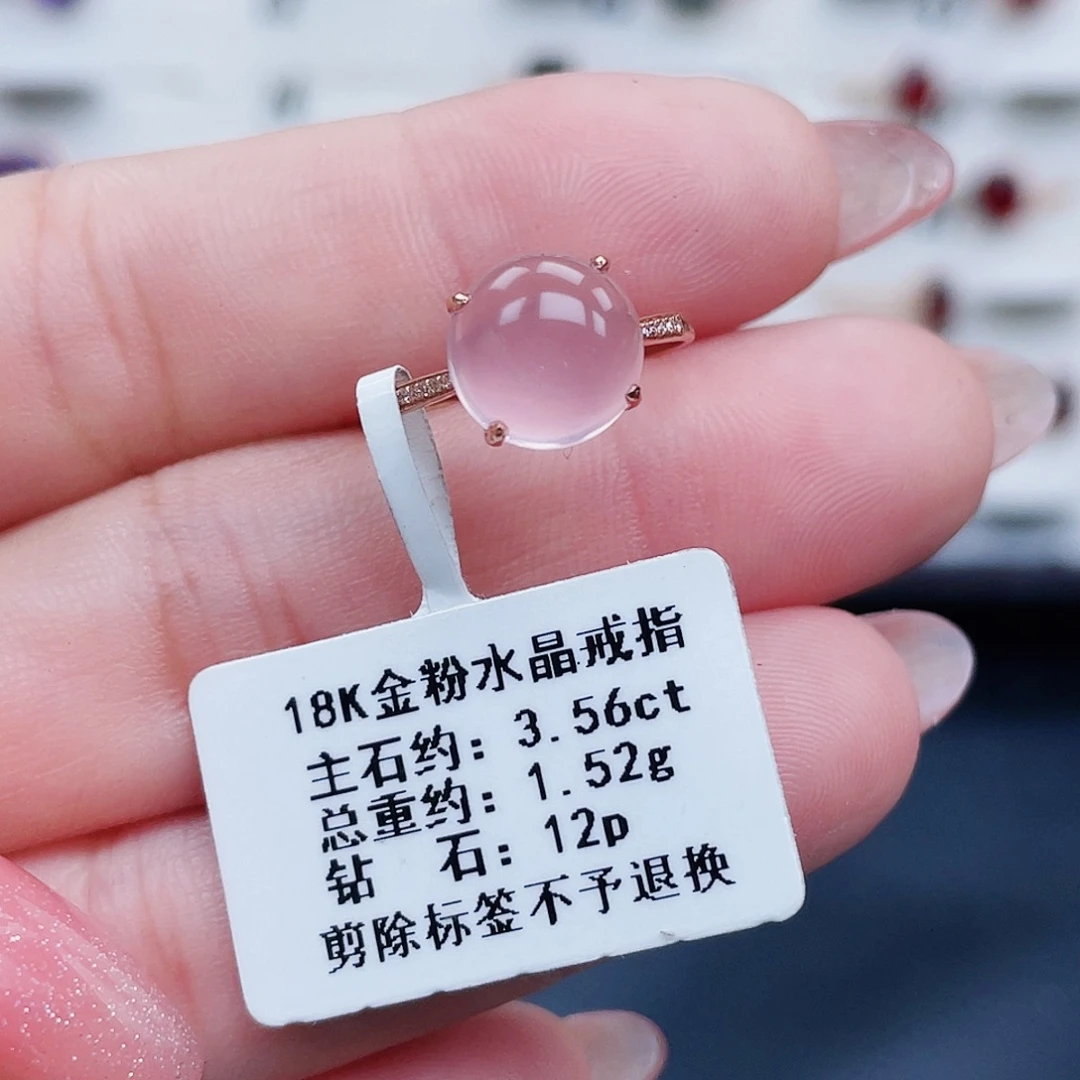 18K金粉水晶戒指
主石约：3.56ct
总重约：1.52g
钻 石：12p
剪除标签不予退换